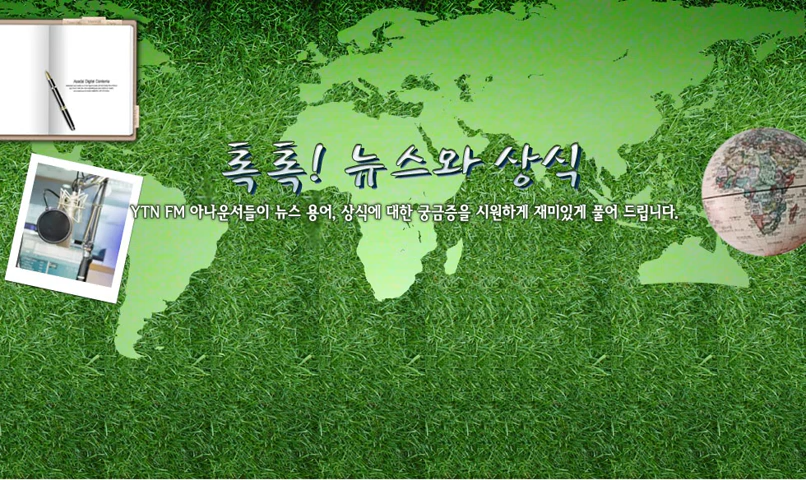 톡톡! 뉴스와 상식
YTN FM 아나운서들이 뉴스 용어, 상식에 대한 궁금증을 시원하게 재미있게 풀어 드립니다.